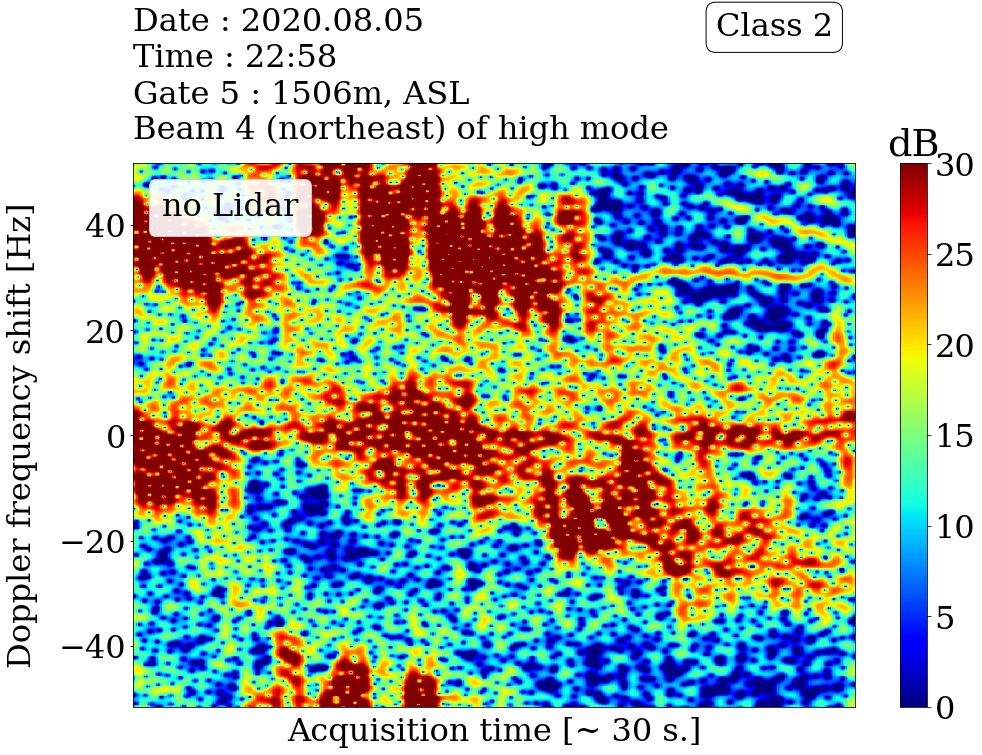 Date : 2020.08.05
Time : 22:58
Gate 5 : 1506m, ASL
Beam 4 (northeast) of high mode
Class 2
no Lidar
Doppler frequency shift [Hz]
40
20
0
−20
−40
Acquisition time [~ 30 s.]
dB
30
25
20
15
10
5
0